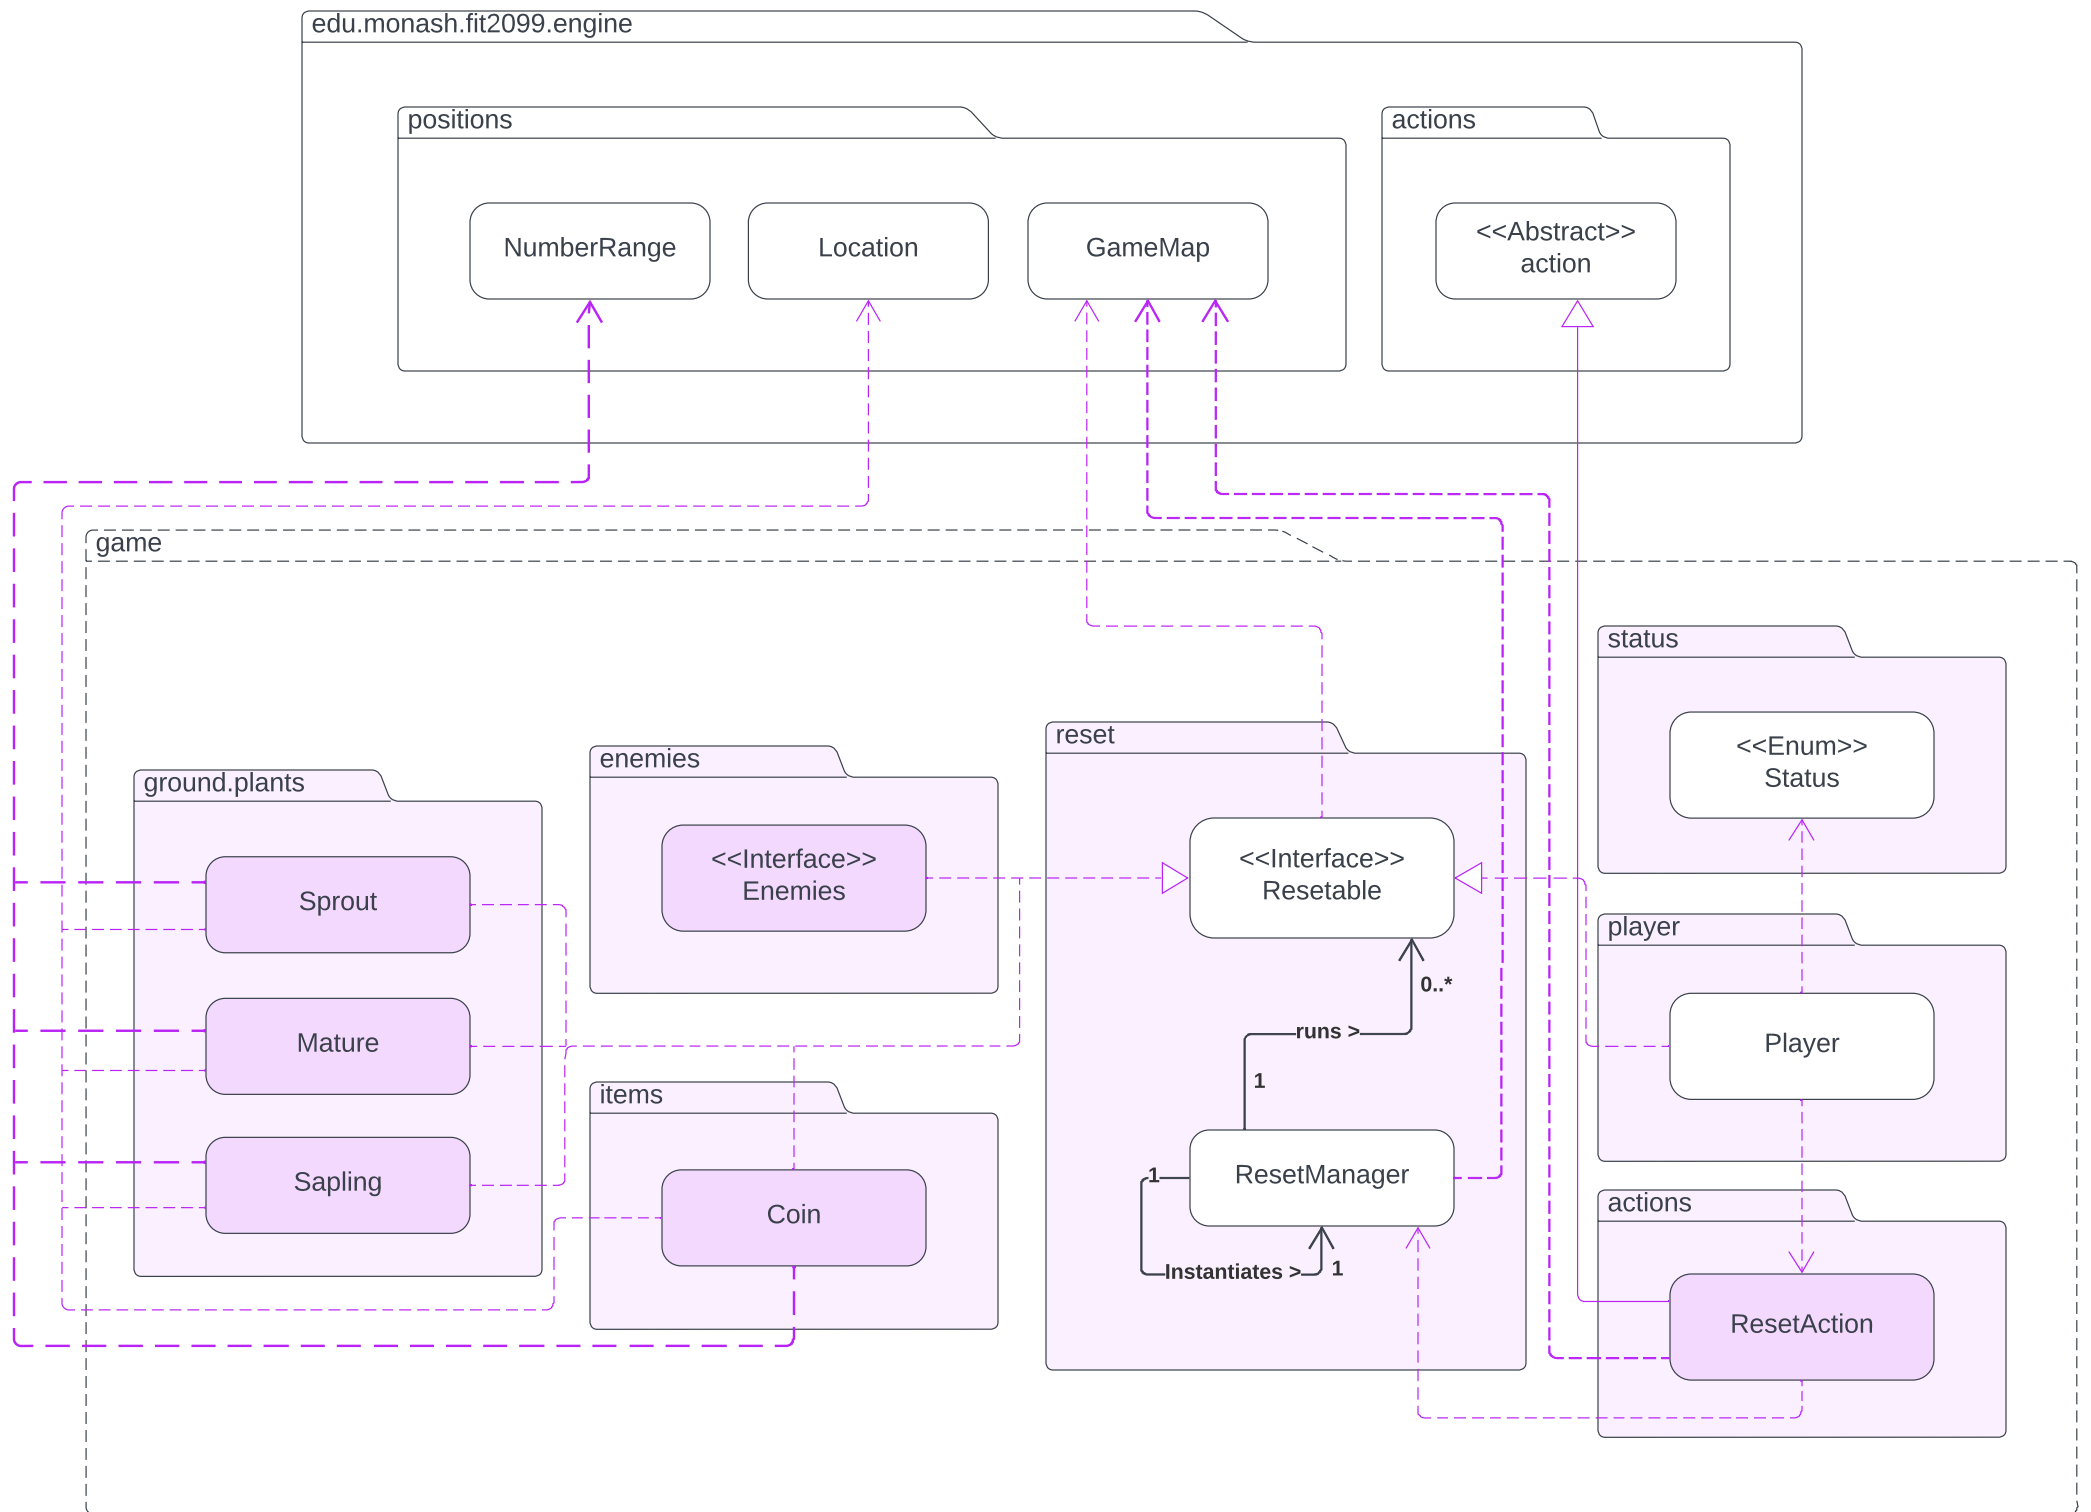 edu.monash.fit2099.engine
positions
actions
NumberRange
Location
GameMap
<<Abstract>>
action
game
status
<<Enum>>
Status
reset
enemies
ground.plants
<<Interface>>
Enemies
<<Interface>>
Resetable
Sprout
player
0..*
runs >
Mature
Player
1
items
Sapling
Coin
1
ResetManager
actions
Instantiates >
1
ResetAction